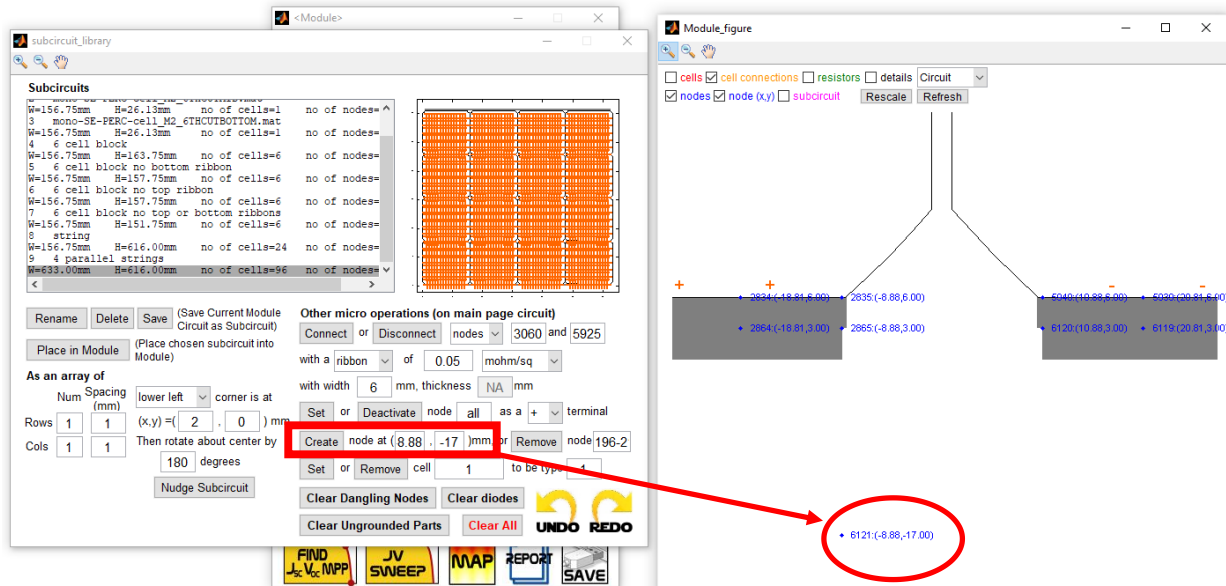 <Module>
subcircuit_library
Subcircuits
W=156.75mm H=26.13mm no of cells=1 no of nodes=
3 mono-SE-PERC-cell_M2_6THCUTBOTTOM.mat
W=156.75mm H=26.13mm no of cells=1 no of nodes=
4 6 cell block
W=156.75mm H=163.75mm no of cells=6 no of nodes=
5 6 cell block no bottom ribbon
W=156.75mm H=157.75mm no of cells=6 no of nodes=
6 6 cell block no top ribbon
W=156.75mm H=157.75mm no of cells=6 no of nodes=
7 6 cell block no top or bottom ribbons
W=156.75mm H=151.75mm no of cells=6 no of nodes=
8 string
W=156.75mm H=616.00mm no of cells=24 no of nodes=
9 4 parallel strings
W=633.00mm H=616.00mm no of cells=96 no of nodes=
Rename Delete Save (Save Current Module Circuit as Subcircuit)
Place in Module (Place chosen subcircuit into Module)
As an array of
Num Spacing (mm) lower left corner is at
Rows 1 1 (x,y) =( 2 , 0 ) mm
Cols 1 1 Then rotate about center by
180 degrees
Nudge Subcircuit
Other micro operations (on main page circuit)
Connect or Disconnect nodes 3060 and 5925
with a ribbon of 0.05 mohm/sq
with width 6 mm, thickness NA mm
Set or Deactivate node all as a + terminal
Create node at ( 8.88 , -17 )mm, or Remove node 196-2
Set or Remove cell 1 to be type 1
Clear Dangling Nodes Clear diodes
Clear Ungrounded Parts Clear All UNDO REDO
FIND Jsc Voc MPP JV SWEEP MAP REPORT SAVE
Module_figure
cells cell connections resistors details Circuit
nodes node (x,y) subcircuit Rescale Refresh
+ + - -
2834:(-18.81,6.00) 2835:(-8.88,6.00) 5940:(10.88,6.00) 5939:(20.81,6.00)
2864:(-18.81,3.00) 2865:(-8.88,3.00) 6120:(10.88,3.00) 6119:(20.81,3.00)
6121:(-8.88,-17.00)